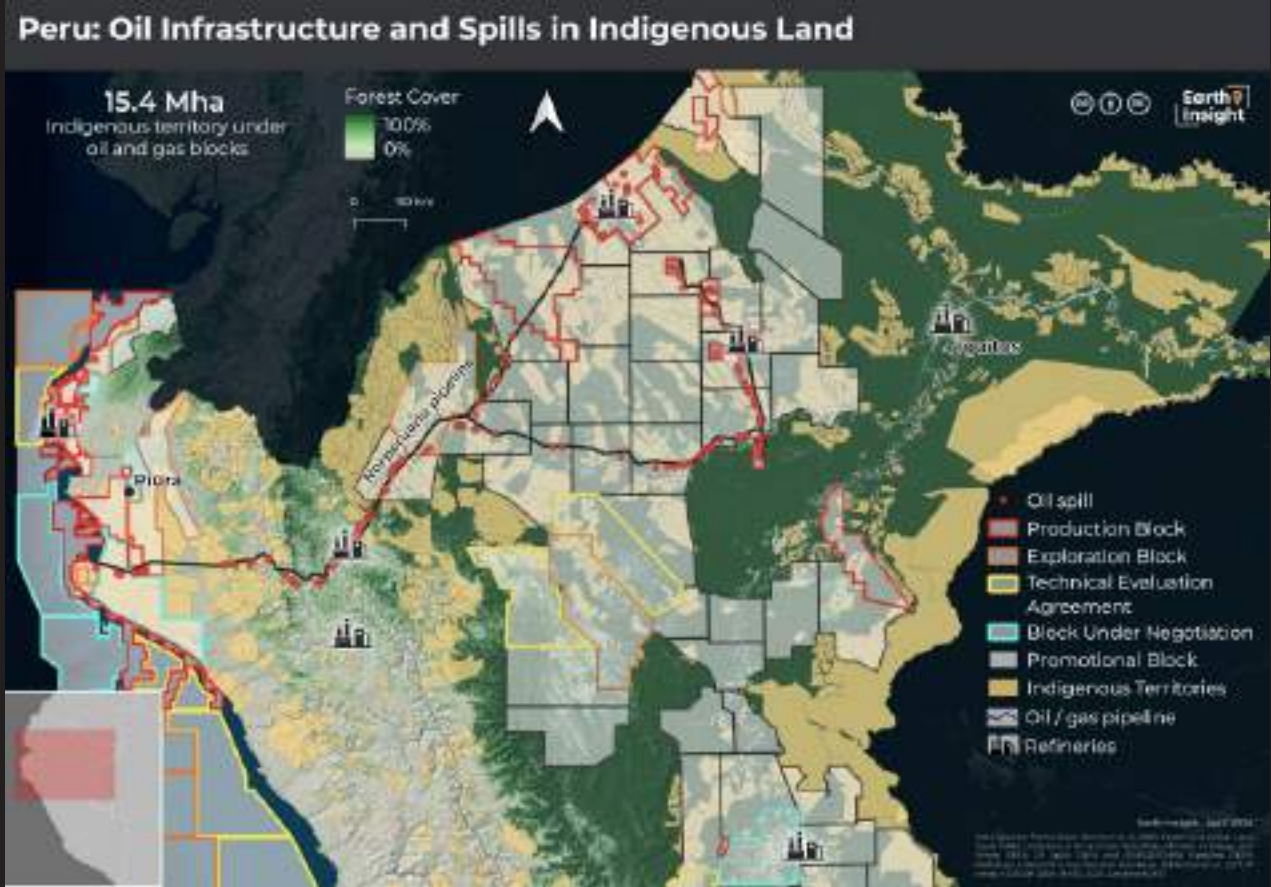 Peru: Oil Infrastructure and Spills in Indigenous Land
15.4 Mha
Indigenous territory under
oil and gas blocks
Forest Cover
100%
0%
0
km
Earth
Insight
Norperuano pipeline
Iquitos
Piura
Oil spill
Production Block
Exploration Block
Technical Evaluation
Agreement
Block Under Negotiation
Promotional Block
Indigenous Territories
Oil / gas pipeline
Refineries